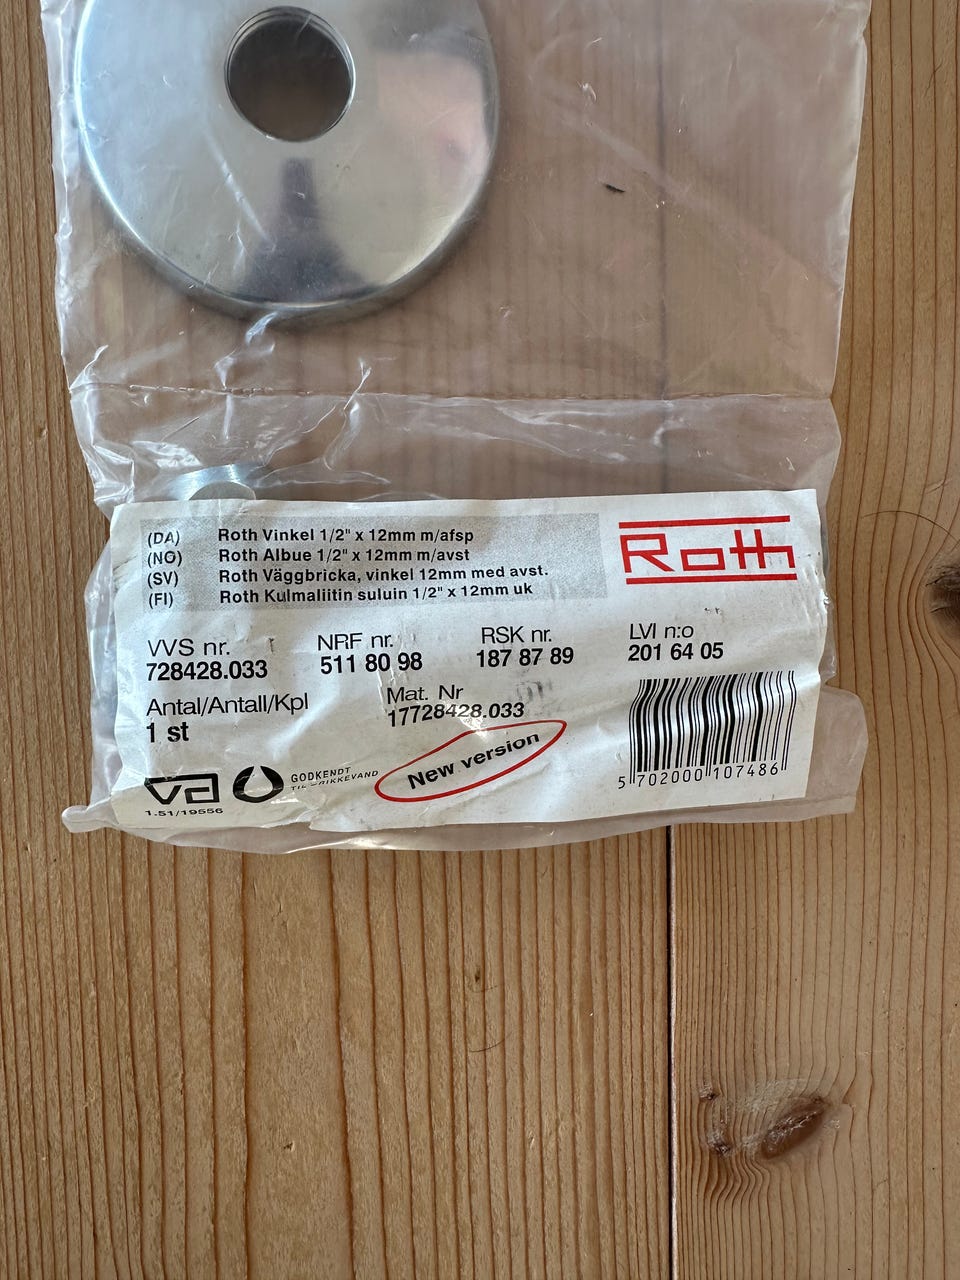 (DA) Roth Vinkel 1/2" x 12mm m/afsp
(NO) Roth Albue 1/2" x 12mm m/avst
(SV) Roth Väggbricka, vinkel 12mm med avst.
(FI) Roth Kulmaliitin suluin 1/2" x 12mm uk
Roth
VVS nr. NRF nr. RSK nr. LVI n:o
728428.033 511 80 98 187 87 89 201 64 05
Antal/Antall/Kpl Mat. Nr
1 st 17728428.033
New version
va
GODKENDT
1.51/19556
5 702000 107486